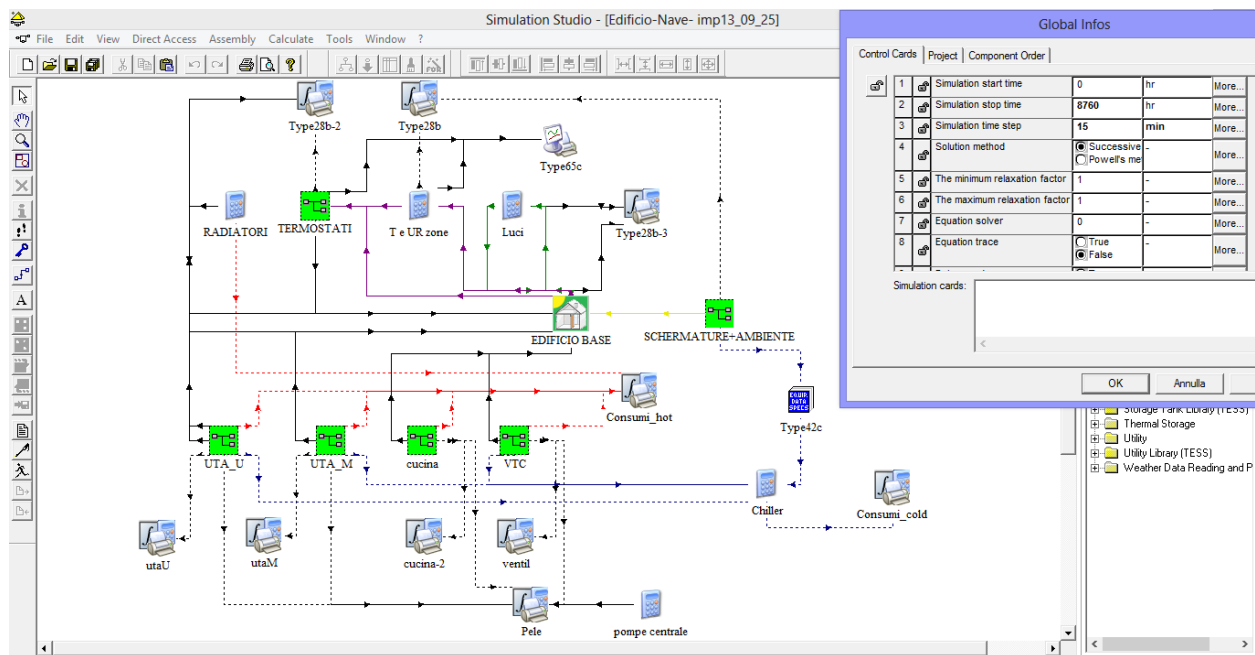 Simulation Studio - [Edificio-Nave- imp13_09_25]
File Edit View Direct Access Assembly Calculate Tools Window ?
Type28b-2
Type28b
Type65c
RADIATORI
TERMOSTATI
T e UR zone
Luci
Type28b-3
EDIFICIO BASE
SCHERMATURE+AMBIENTE
Consumi_hot
EQUIP
DATA
SPECS
Type42c
UTA_U
UTA_M
cucina
VTC
Chiller
Consumi_cold
utaU
utaM
cucina-2
ventil
Pele
pompe centrale
Global Infos
Control Cards Project Component Order
1 Simulation start time 0 hr More...
2 Simulation stop time 8760 hr More...
3 Simulation time step 15 min More...
4 Solution method Successive - More...
Powell's me
5 The minimum relaxation factor 1 - More...
6 The maximum relaxation factor 1 - More...
7 Equation solver 0 - More...
8 Equation trace True - More...
False
Simulation cards:
OK Annulla
Storage Tank Library (TESS)
Thermal Storage
Utility
Utility Library (TESS)
Weather Data Reading and P